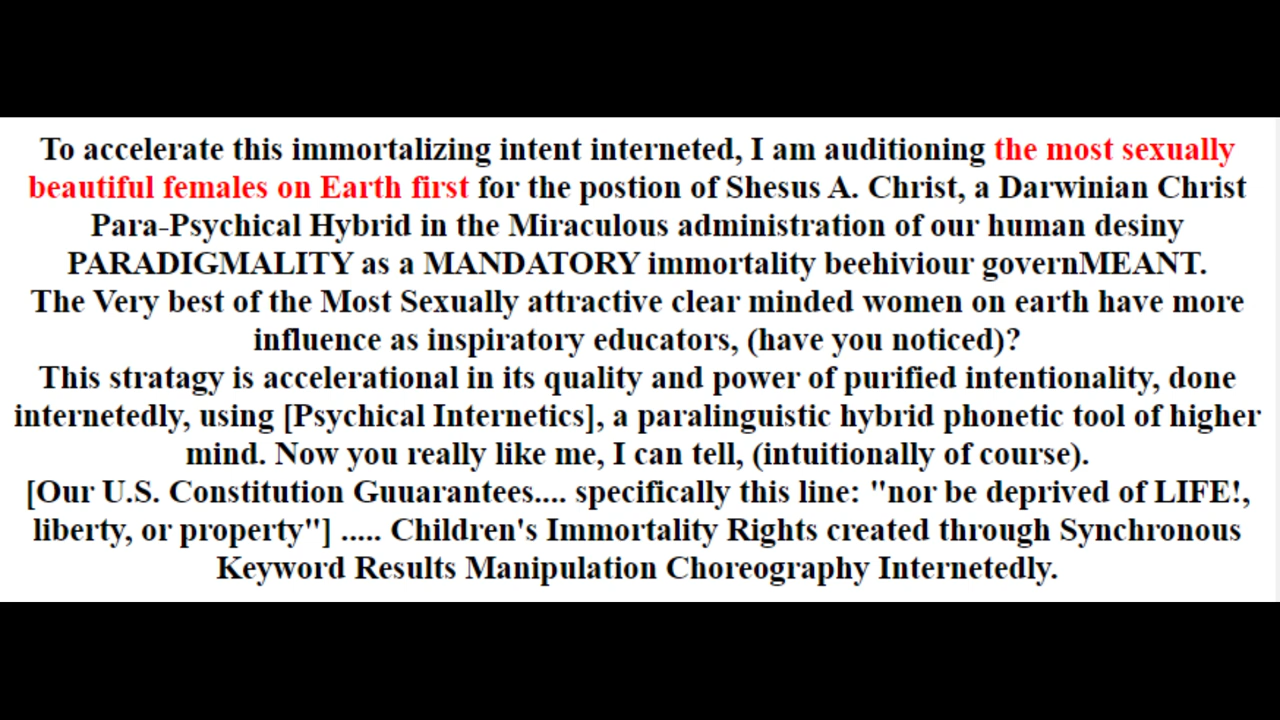 To accelerate this immortalizing intent interneted, I am auditioning the most sexually
beautiful females on Earth first for the postion of Shesus A. Christ, a Darwinian Christ
Para-Psychical Hybrid in the Miraculous administration of our human desiny
PARADIGMALITY as a MANDATORY immortality beehiviour governMEANT.
The Very best of the Most Sexually attractive clear minded women on earth have more
influence as inspiratory educators, (have you noticed)?
This stratagy is accelerational in its quality and power of purified intentionality, done
internetedly, using [Psychical Internetics], a paralinguistic hybrid phonetic tool of higher
mind. Now you really like me, I can tell, (intuitionally of course).
[Our U.S. Constitution Guuarantees.... specifically this line: "nor be deprived of LIFE!,
liberty, or property"] ..... Children's Immortality Rights created through Synchronous
Keyword Results Manipulation Choreography Internetedly.